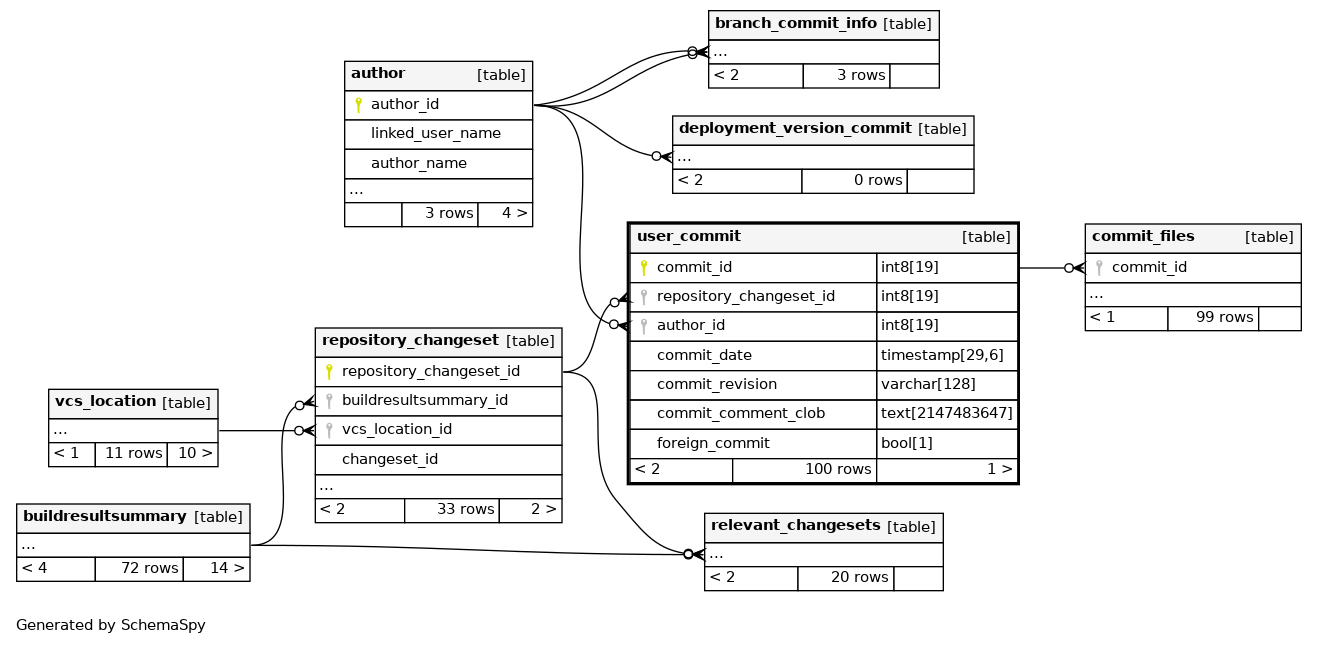 branch_commit_info [table]
...
< 2 3 rows
author [table]
author_id
linked_user_name
author_name
...
3 rows 4 >
deployment_version_commit [table]
...
< 2 0 rows
user_commit [table]
commit_id int8[19]
repository_changeset_id int8[19]
author_id int8[19]
commit_date timestamp[29,6]
commit_revision varchar[128]
commit_comment_clob text[2147483647]
foreign_commit bool[1]
< 2 100 rows 1 >
commit_files [table]
commit_id
...
< 1 99 rows
repository_changeset [table]
repository_changeset_id
buildresultsummary_id
vcs_location_id
changeset_id
...
< 2 33 rows 2 >
vcs_location [table]
...
< 1 11 rows 10 >
buildresultsummary [table]
...
< 4 72 rows 14 >
relevant_changesets [table]
...
< 2 20 rows
Generated by SchemaSpy